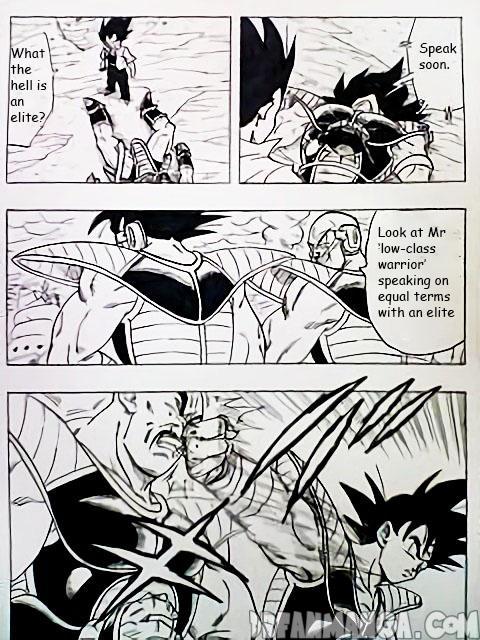 What
the
hell is
an
elite?
Speak
soon.
Look at Mr
'low-class
warrior'
speaking on
equal terms
with an elite
DBFANMANGA.COM